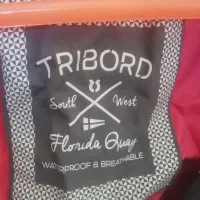 TRIBORD
South West
Florida Quay
WATERPROOF & BREATHABLE